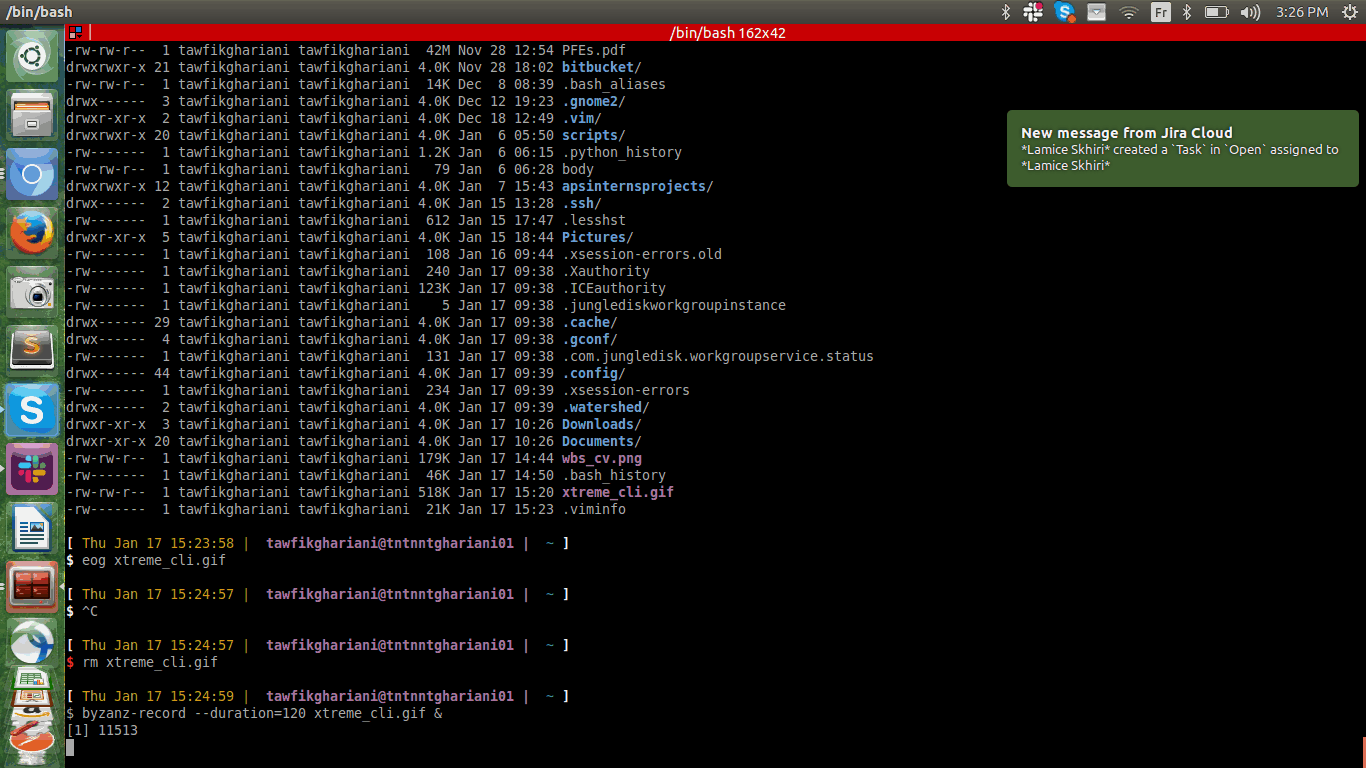 /bin/bash
Fr
3:26 PM
/bin/bash 162x42
-rw-rw-r--  1 tawfikghariani tawfikghariani  42M Nov 28 12:54 PFEs.pdf
drwxrwxr-x 21 tawfikghariani tawfikghariani 4.0K Nov 28 18:02 bitbucket/
-rw-rw-r--  1 tawfikghariani tawfikghariani  14K Dec  8 08:39 .bash_aliases
drwx------  3 tawfikghariani tawfikghariani 4.0K Dec 12 19:23 .gnome2/
drwxr-xr-x  2 tawfikghariani tawfikghariani 4.0K Dec 18 12:49 .vim/
drwxrwxr-x 20 tawfikghariani tawfikghariani 4.0K Jan  6 05:50 scripts/
-rw-------  1 tawfikghariani tawfikghariani 1.2K Jan  6 06:15 .python_history
-rw-rw-r--  1 tawfikghariani tawfikghariani   79 Jan  6 06:28 body
drwxrwxr-x 12 tawfikghariani tawfikghariani 4.0K Jan  7 15:43 apsinternsprojects/
drwx------  2 tawfikghariani tawfikghariani 4.0K Jan 15 13:28 .ssh/
-rw-------  1 tawfikghariani tawfikghariani  612 Jan 15 17:47 .lesshst
drwxr-xr-x  5 tawfikghariani tawfikghariani 4.0K Jan 15 18:44 Pictures/
-rw-------  1 tawfikghariani tawfikghariani  108 Jan 16 09:44 .xsession-errors.old
-rw-------  1 tawfikghariani tawfikghariani  240 Jan 17 09:38 .Xauthority
-rw-------  1 tawfikghariani tawfikghariani 123K Jan 17 09:38 .ICEauthority
-rw-------  1 tawfikghariani tawfikghariani    5 Jan 17 09:38 .jungledisk​workgroupinstance
drwx------ 29 tawfikghariani tawfikghariani 4.0K Jan 17 09:38 .cache/
drwx------  4 tawfikghariani tawfikghariani 4.0K Jan 17 09:38 .gconf/
-rw-------  1 tawfikghariani tawfikghariani  131 Jan 17 09:38 .com.jungledisk.workgroupservice.status
drwx------ 44 tawfikghariani tawfikghariani 4.0K Jan 17 09:39 .config/
-rw-------  1 tawfikghariani tawfikghariani  234 Jan 17 09:39 .xsession-errors
drwx------  2 tawfikghariani tawfikghariani 4.0K Jan 17 09:39 .watershed/
drwxr-xr-x  3 tawfikghariani tawfikghariani 4.0K Jan 17 10:26 Downloads/
drwxr-xr-x 20 tawfikghariani tawfikghariani 4.0K Jan 17 10:26 Documents/
-rw-rw-r--  1 tawfikghariani tawfikghariani 179K Jan 17 14:44 wbs_cv.png
-rw-------  1 tawfikghariani tawfikghariani  46K Jan 17 14:50 .bash_history
-rw-rw-r--  1 tawfikghariani tawfikghariani 518K Jan 17 15:20 xtreme_cli.gif
-rw-------  1 tawfikghariani tawfikghariani  21K Jan 17 15:23 .viminfo
[ Thu Jan 17 15:23:58 |  tawfikghariani@tntnntghariani01 |  ~ ]
$ eog xtreme_cli.gif
[ Thu Jan 17 15:24:57 |  tawfikghariani@tntnntghariani01 |  ~ ]
$ ^C
[ Thu Jan 17 15:24:57 |  tawfikghariani@tntnntghariani01 |  ~ ]
$ rm xtreme_cli.gif
[ Thu Jan 17 15:24:59 |  tawfikghariani@tntnntghariani01 |  ~ ]
$ byzanz-record --duration=120 xtreme_cli.gif &
[1] 11513
New message from Jira Cloud
*Lamice Skhiri* created a `Task` in `Open` assigned to
*Lamice Skhiri*